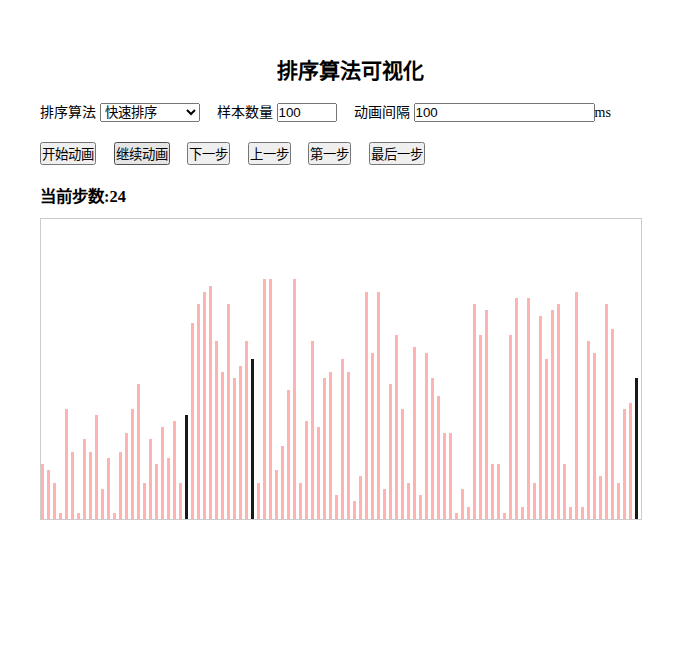 排序算法可视化
排序算法 快速排序 样本数量 100 动画间隔 100 ms
开始动画 继续动画 下一步 上一步 第一步 最后一步
当前步数:24